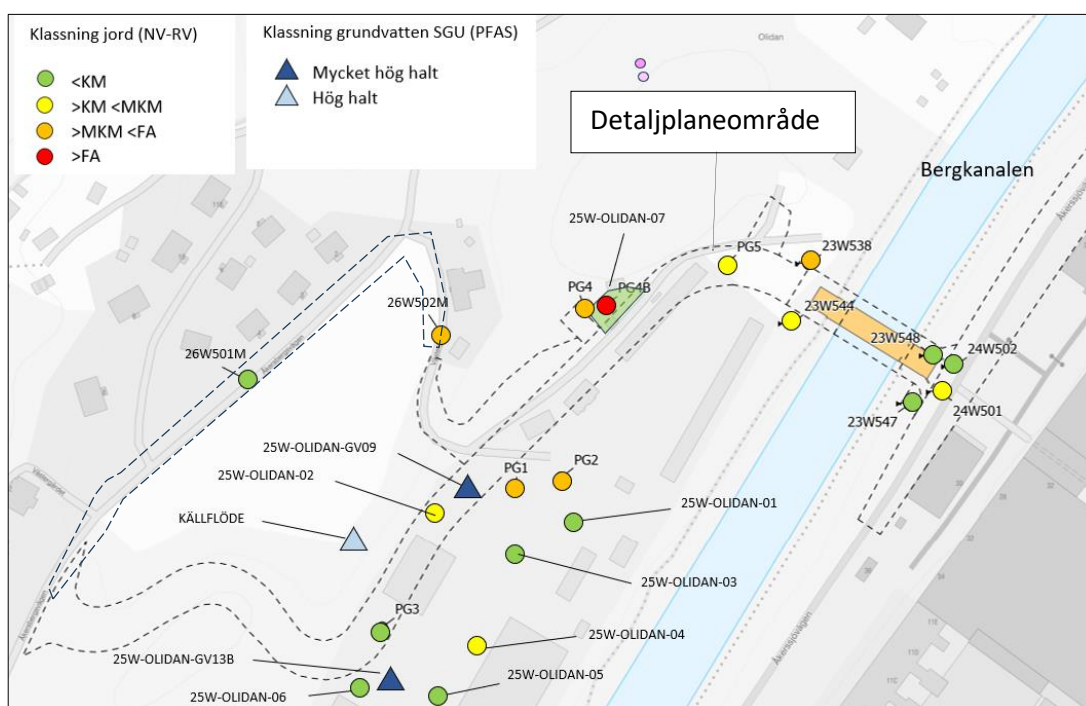 Klassning jord (NV-RV)
<KM
>KM <MKM
>MKM <FA
>FA
Klassning grundvatten SGU (PFAS)
Mycket hög halt
Hög halt
Olidan
Detaljplaneområde
Bergkanalen
Åkerssjövägen
25W-OLIDAN-07
PG5
23W538
PG4
PG4B
26W502M
23W544
23W548
24W502
26W501M
Åkerströmsvägen
24W501
23W547
25W-OLIDAN-GV09
25W-OLIDAN-02
PG1
PG2
KÄLLFLÖDE
25W-OLIDAN-01
25W-OLIDAN-03
PG3
25W-OLIDAN-04
Åkerssjövägen
25W-OLIDAN-GV13B
25W-OLIDAN-06
25W-OLIDAN-05